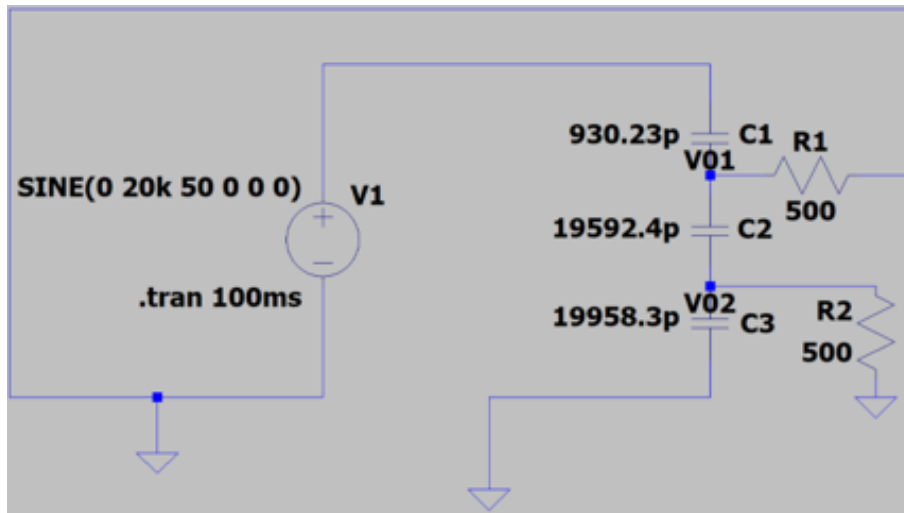 930.23p
C1
R1
V01
SINE(0 20k 50 0 0 0)
V1
500
19592.4p
C2
.tran 100ms
V02
19958.3p
C3
R2
500